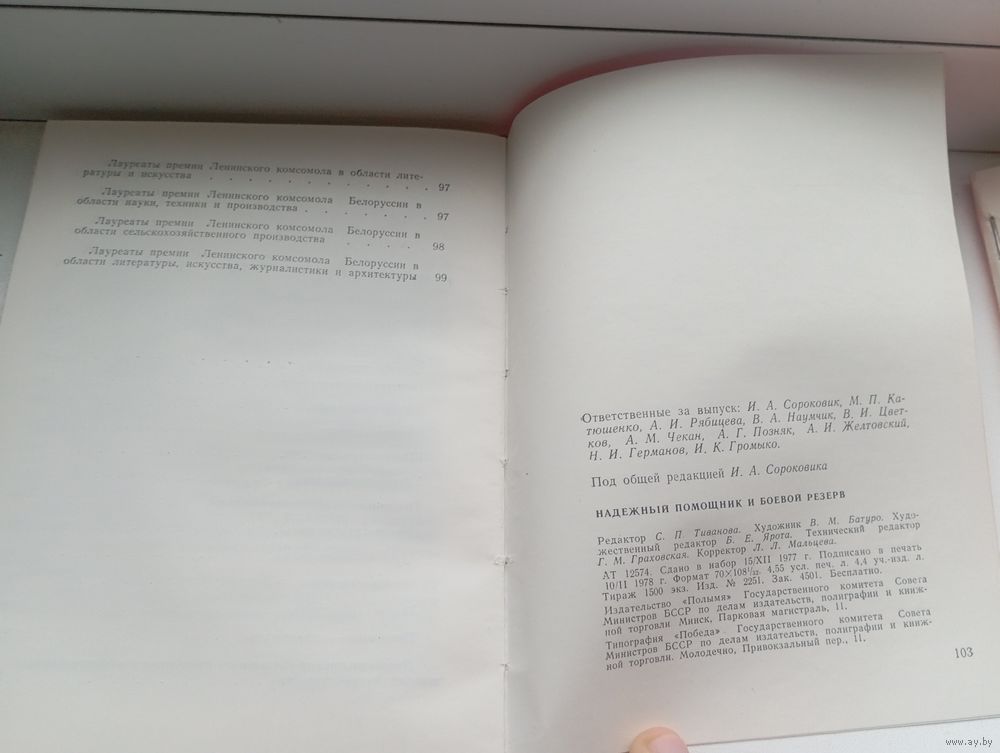 Лауреаты премии Ленинского комсомола в области лите-
ратуры и искусства . . . . . . . . . . . 97
Лауреаты премии Ленинского комсомола Белоруссии в
области науки, техники и производства . . . . . . . 97
Лауреаты премии Ленинского комсомола Белоруссии в
области сельскохозяйственного производства . . . . 98
Лауреаты премии Ленинского комсомола Белоруссии в
области литературы, искусства, журналистики и архитектуры 99
Ответственные за выпуск: И. А. Сороковик, М. П. Ка-
тюшенко, А. И. Рябицева, В. А. Наумчик, В. И. Цвет-
ков, А. М. Чекан, А. Г. Позняк, А. И. Желтовский,
Н. И. Германов, И. К. Громыко.
Под общей редакцией И. А. Сороковика
НАДЕЖНЫЙ ПОМОЩНИК И БОЕВОЙ РЕЗЕРВ
Редактор С. П Тиванова. Художник В. М. Батуро. Худо-
жественный редактор Б. Е. Ярота. Технический редактор
Г. М. Граховская. Корректор Л. Л. Мальцева.
АТ 12574. Сдано в набор 15/XII 1977 г. Подписано в печать
10/II 1978 г. Формат 70×108 1/32. 4,55 усл. печ. л. 4,4 уч.-изд. л.
Тираж 1500 экз. Изд. № 2251. Зак. 4501. Бесплатно.
Издательство «Полымя» Государственного комитета Совета
Министров БССР по делам издательств, полиграфии и книж-
ной торговли Минск, Парковая магистраль, 11.
Типография «Победа» Государственного комитета Совета
Министров БССР по делам издательств, полиграфии и книж-
ной торговли. Молодечно, Привокзальный пер., 11.
103
www.ay.by